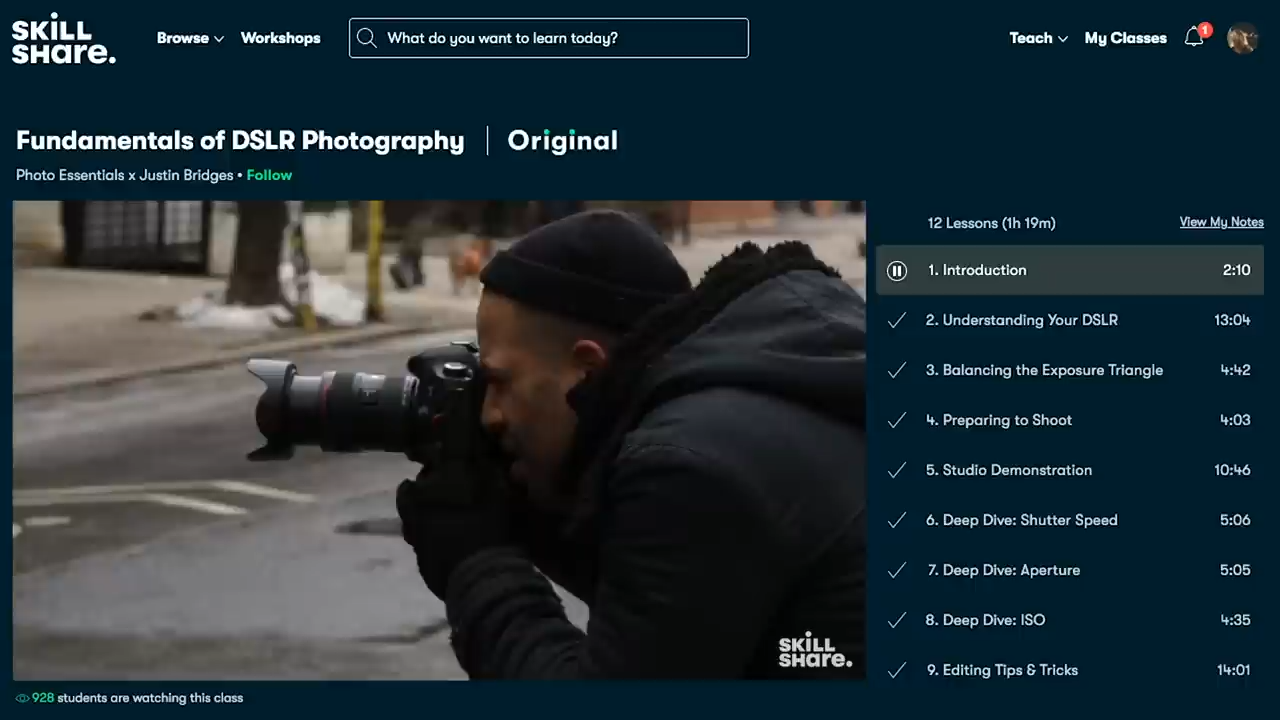 SKILL SHARE.
Browse
Workshops
What do you want to learn today?
Teach
My Classes
1
Fundamentals of DSLR Photography | Original
Photo Essentials x Justin Bridges • Follow
12 Lessons (1h 19m)
View My Notes
1. Introduction 2:10
2. Understanding Your DSLR 13:04
3. Balancing the Exposure Triangle 4:42
4. Preparing to Shoot 4:03
5. Studio Demonstration 10:46
6. Deep Dive: Shutter Speed 5:06
7. Deep Dive: Aperture 5:05
8. Deep Dive: ISO 4:35
9. Editing Tips & Tricks 14:01
SKILL SHARE.
928 students are watching this class